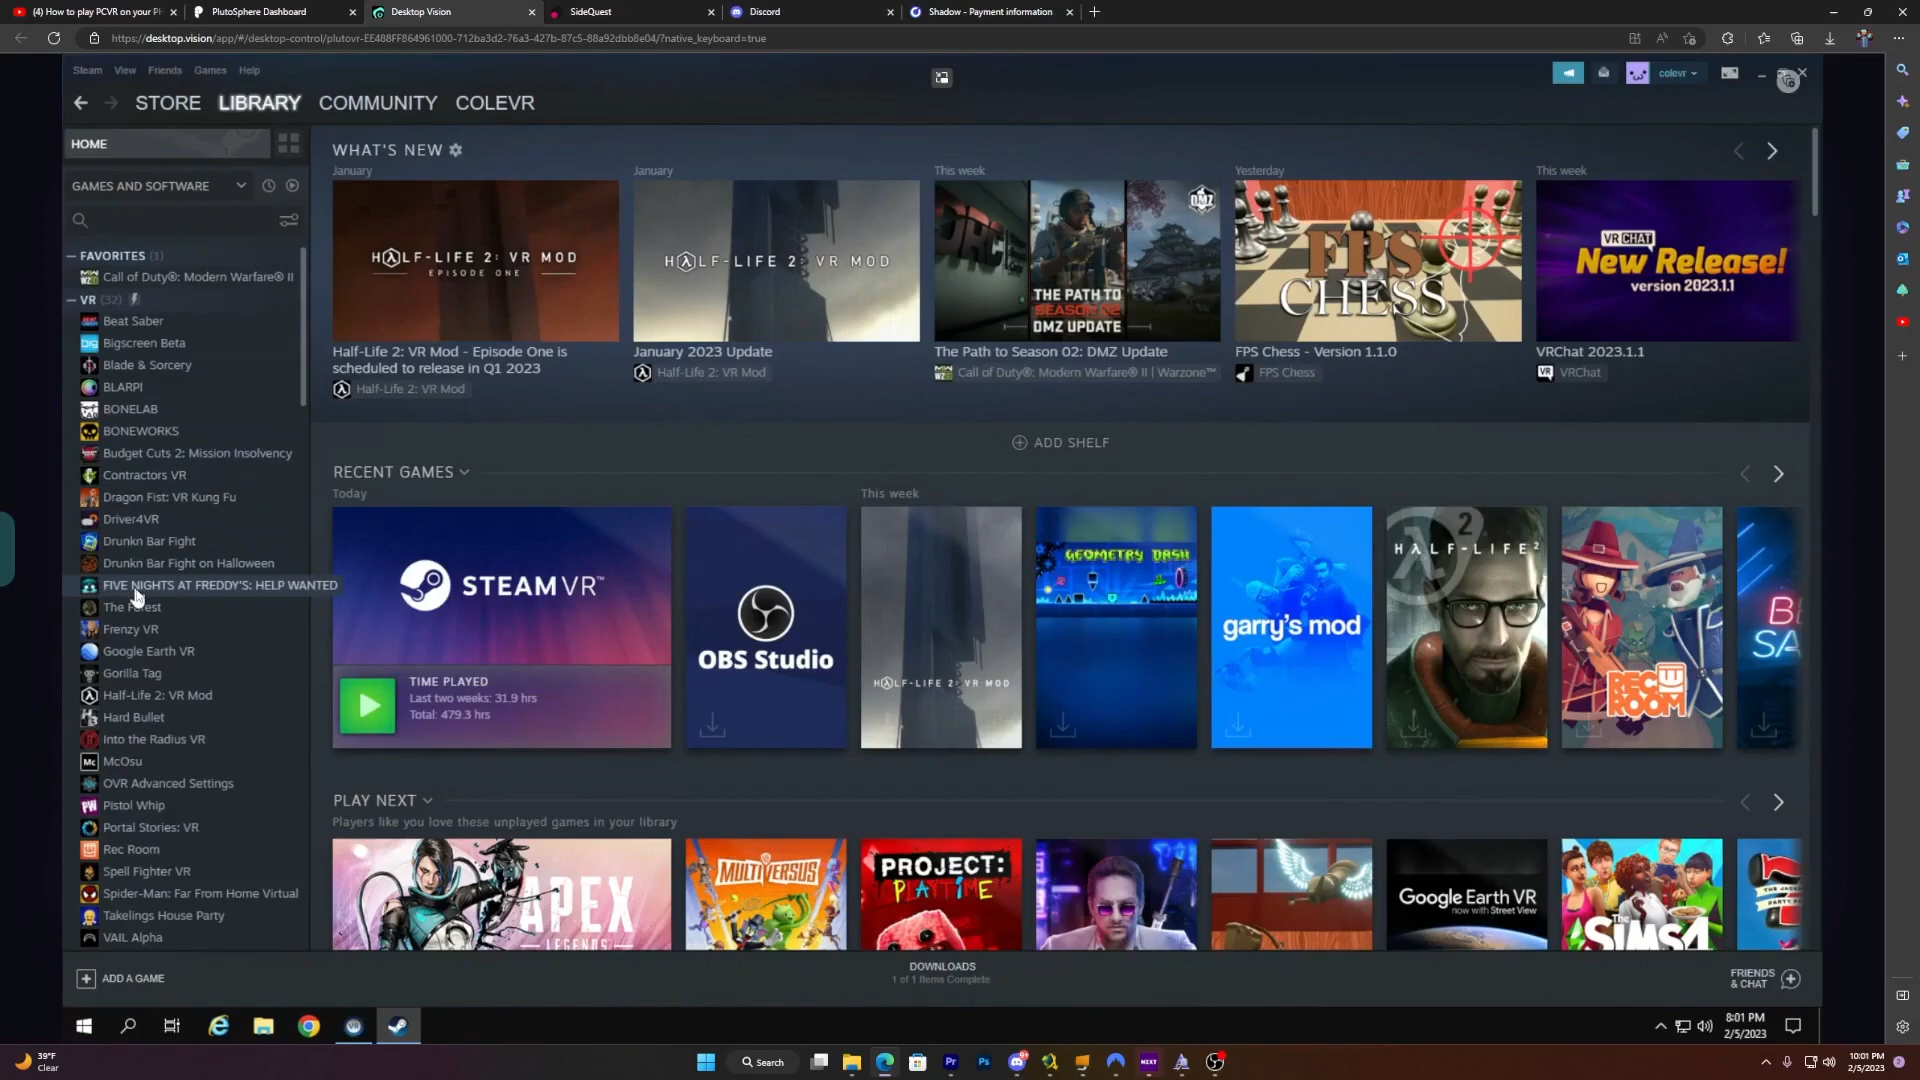 (4) How to play PCVR on your P
PlutoSphere Dashboard
Desktop Vision
SideQuest
Discord
Shadow - Payment information
https://desktop.vision/app/#/desktop-control/plutovr-EE488FF864961000-712ba3d2-76a3-427b-87c5-88a92dbb8e04/?native_keyboard=true
Steam View Friends Games Help
colevr
STORE LIBRARY COMMUNITY COLEVR
HOME
GAMES AND SOFTWARE
FAVORITES (1)
Call of Duty®: Modern Warfare® II
VR (32)
Beat Saber
Bigscreen Beta
Blade & Sorcery
BLARPI
BONELAB
BONEWORKS
Budget Cuts 2: Mission Insolvency
Contractors VR
Dragon Fist: VR Kung Fu
Driver4VR
Drunkn Bar Fight
Drunkn Bar Fight on Halloween
FIVE NIGHTS AT FREDDY'S: HELP WANTED
The Forest
Frenzy VR
Google Earth VR
Gorilla Tag
Half-Life 2: VR Mod
Hard Bullet
Into the Radius VR
McOsu
OVR Advanced Settings
Pistol Whip
Portal Stories: VR
Rec Room
Spell Fighter VR
Spider-Man: Far From Home Virtual
Takelings House Party
VAIL Alpha
WHAT'S NEW
January
January
This week
Yesterday
This week
HALF-LIFE 2: VR MOD
EPISODE ONE
HALF-LIFE 2: VR MOD
DMZ
THE PATH TO
SEASON 02
DMZ UPDATE
FPS
CHESS
VRCHAT
New Release!
version 2023.1.1
Half-Life 2: VR Mod - Episode One is
scheduled to release in Q1 2023
Half-Life 2: VR Mod
January 2023 Update
Half-Life 2: VR Mod
The Path to Season 02: DMZ Update
Call of Duty®: Modern Warfare® II | Warzone™
FPS Chess - Version 1.1.0
FPS Chess
VRChat 2023.1.1
VRChat
ADD SHELF
RECENT GAMES
Today
This week
STEAMVR™
TIME PLAYED
Last two weeks: 31.9 hrs
Total: 479.3 hrs
OBS Studio
HALF-LIFE 2: VR MOD
GEOMETRY DASH
garry's mod
HALF-LIFE 2
REC
ROOM
BE
SA
PLAY NEXT
Players like you love these unplayed games in your library
APEX
LEGENDS
MULTIVERSUS
PROJECT:
PLAYTIME
Google Earth VR
now with Street View
The
SIMS 4
ADD A GAME
DOWNLOADS
1 of 1 Items Complete
FRIENDS
& CHAT
8:01 PM
2/5/2023
39°F
Clear
Search
10:01 PM
2/5/2023